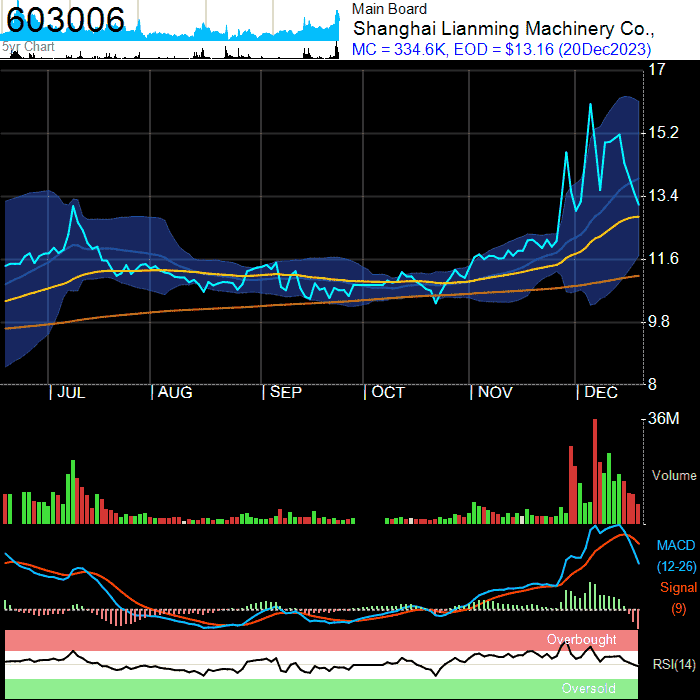 603006
5yr Chart
Main Board
Shanghai Lianming Machinery Co.,
MC = 334.6K, EOD = $13.16 (20Dec2023)
17
15.2
13.4
11.6
9.8
8
JUL
AUG
SEP
OCT
NOV
DEC
36M
Volume
MACD
(12-26)
Signal
(9)
Overbought
RSI(14)
Oversold